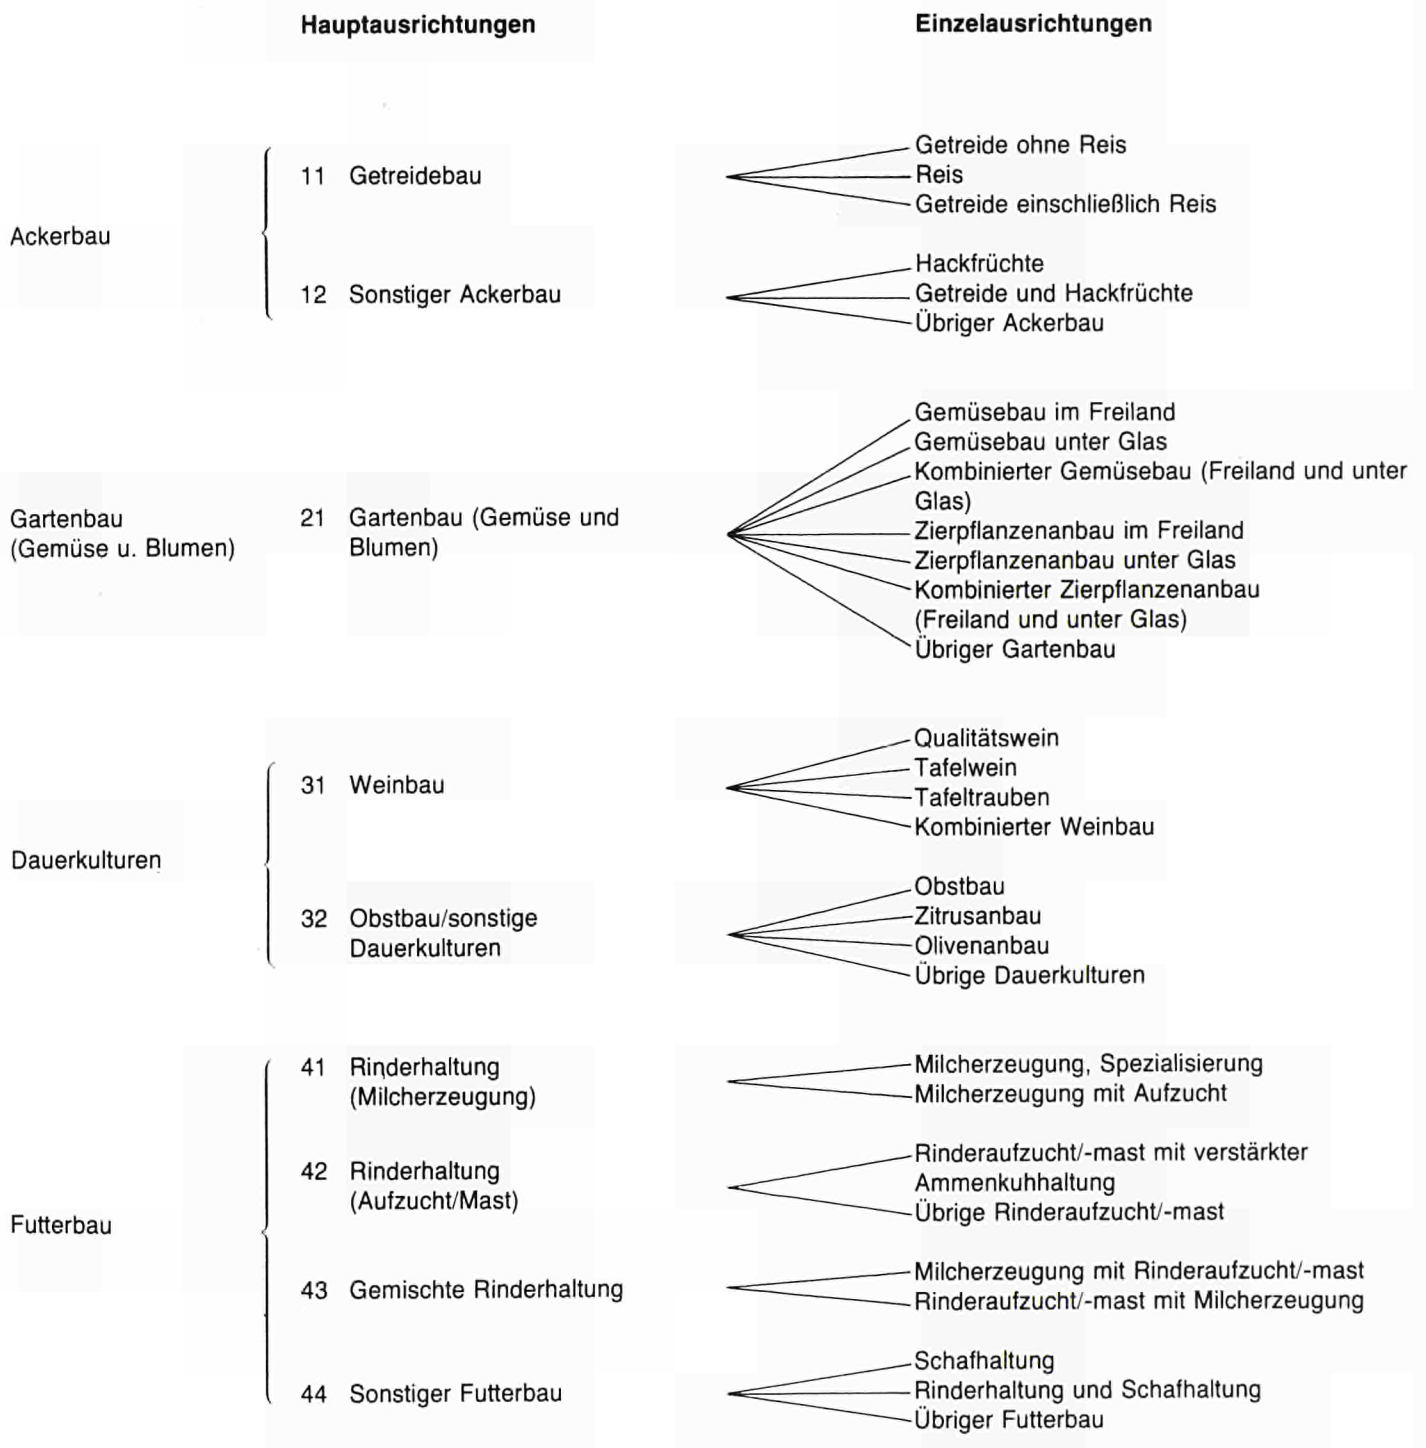 Hauptausrichtungen Einzelausrichtungen
Ackerbau
11 Getreidebau
Getreide ohne Reis
Reis
Getreide einschließlich Reis
12 Sonstiger Ackerbau
Hackfrüchte
Getreide und Hackfrüchte
Übriger Ackerbau
Gartenbau
(Gemüse u. Blumen)
21 Gartenbau (Gemüse und
Blumen)
Gemüsebau im Freiland
Gemüsebau unter Glas
Kombinierter Gemüsebau (Freiland und unter
Glas)
Zierpflanzenanbau im Freiland
Zierpflanzenanbau unter Glas
Kombinierter Zierpflanzenanbau
(Freiland und unter Glas)
Übriger Gartenbau
Dauerkulturen
31 Weinbau
Qualitätswein
Tafelwein
Tafeltrauben
Kombinierter Weinbau
32 Obstbau/sonstige
Dauerkulturen
Obstbau
Zitrusanbau
Olivenanbau
Übrige Dauerkulturen
Futterbau
41 Rinderhaltung
(Milcherzeugung)
Milcherzeugung, Spezialisierung
Milcherzeugung mit Aufzucht
42 Rinderhaltung
(Aufzucht/Mast)
Rinderaufzucht/-mast mit verstärkter
Ammenkuhhaltung
Übrige Rinderaufzucht/-mast
43 Gemischte Rinderhaltung
Milcherzeugung mit Rinderaufzucht/-mast
Rinderaufzucht/-mast mit Milcherzeugung
44 Sonstiger Futterbau
Schafhaltung
Rinderhaltung und Schafhaltung
Übriger Futterbau